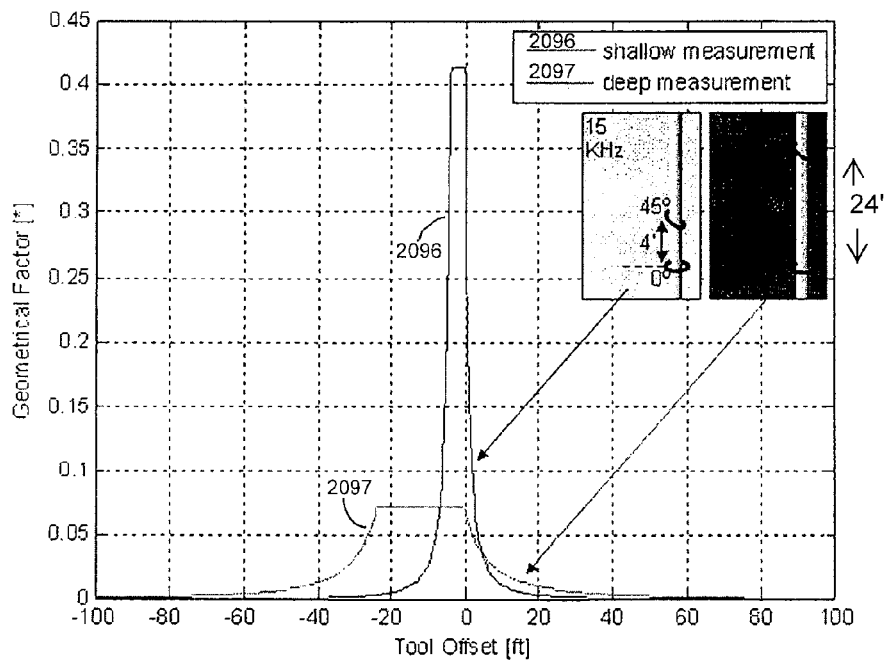 0.45
0.4
0.35
0.3
0.25
0.2
0.15
0.1
0.05
0
Geometrical Factor [*]
2096 shallow measurement
2097 deep measurement
15
KHz
45°
4'
0°
24'
2096
2097
-100 -80 -60 -40 -20 0 20 40 60 80 100
Tool Offset [ft]